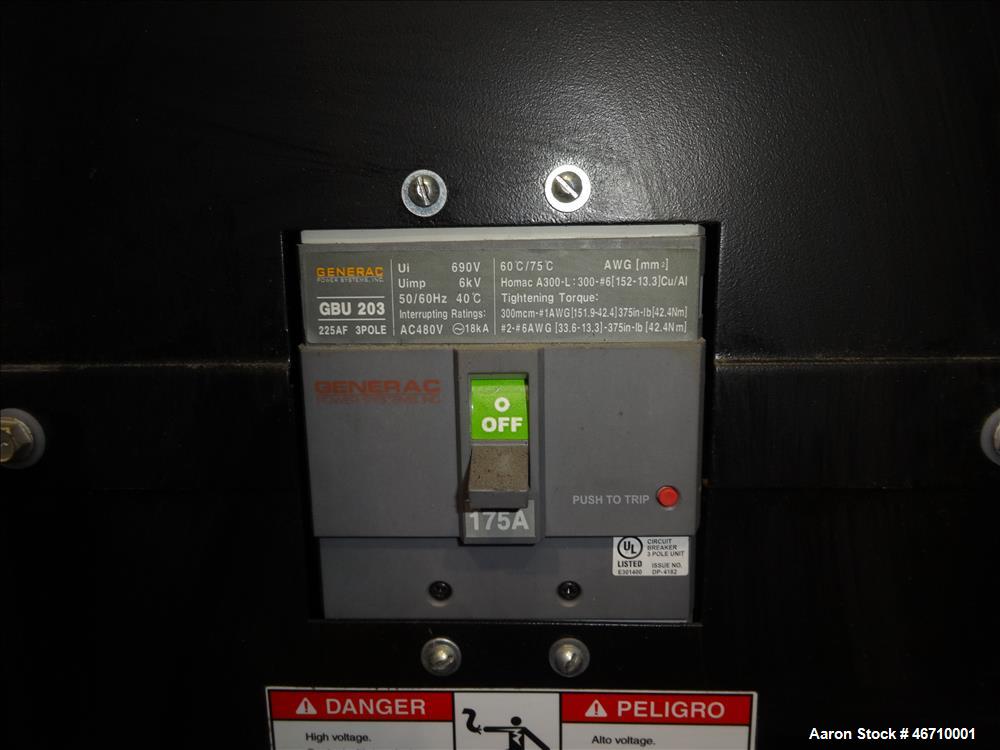 GENERAC
POWER SYSTEMS, INC.
GBU 203
225AF 3POLE
Ui 690V
Uimp 6kV
50/60Hz 40℃
Interrupting Ratings:
AC480V ~18kA
60℃/75℃ AWG [mm²]
Homac A300-L: 300-#6[152-13.3]Cu/Al
Tightening Torque:
300mcm-#1AWG[151.9-42.4]375in-lb[42.4Nm]
#2-#6AWG [33.6-13.3]-375in-lb [42.4Nm]
GENERAC
POWER SYSTEMS, INC.
O
OFF
175A
PUSH TO TRIP
UL
LISTED
E301400
CIRCUIT
BREAKER
3 POLE UNIT
ISSUE NO.
DP-4182
DANGER
High voltage.
PELIGRO
Alto voltage.
Aaron Stock # 46710001